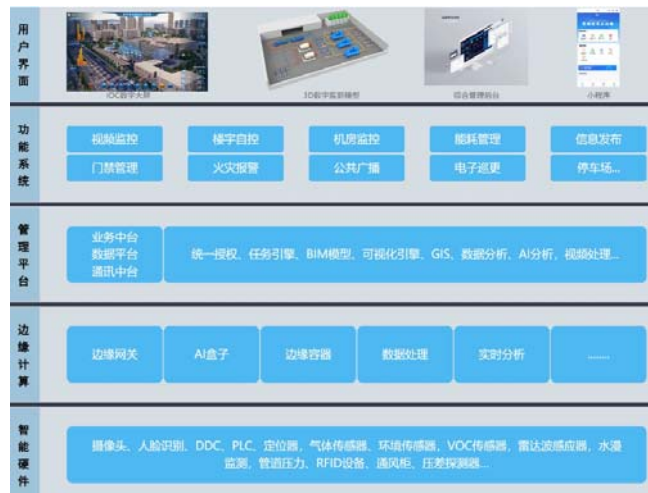 用户界面
IOC数字大屏
3D数字监测模型
综合管理后台
小程序
功能系统
视频监控
楼宇自控
机房监控
能耗管理
信息发布
门禁管理
火灾报警
公共广播
电子巡更
停车场...
管理平台
业务中台
数据平台
通讯中台
统一授权、任务引擎、BIM模型、可视化引擎、GIS、数据分析、AI分析，视频处理...
边缘计算
边缘网关
AI盒子
边缘容器
数据处理
实时分析
........
智能硬件
摄像头、人脸识别、DDC、PLC、定位器，气体传感器、环境传感器，VOC传感器，雷达波感应器，水浸
监测，管道压力、RFID设备、通风柜、压差探测器...